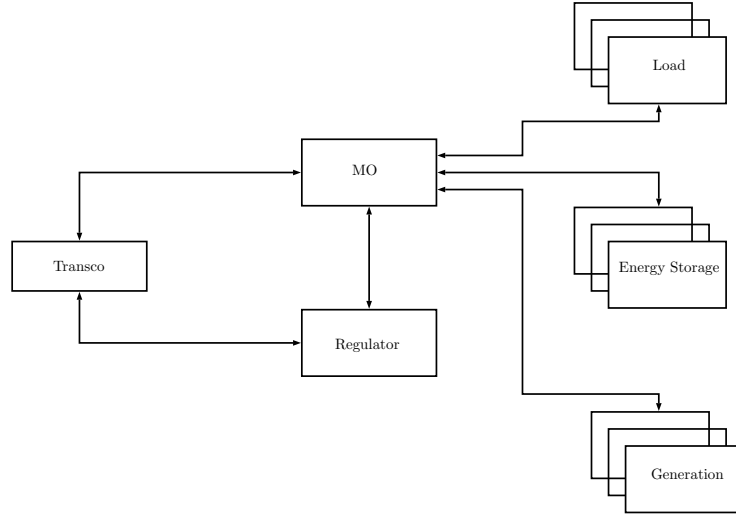 Load
MO
Transco
Energy Storage
Regulator
Generation